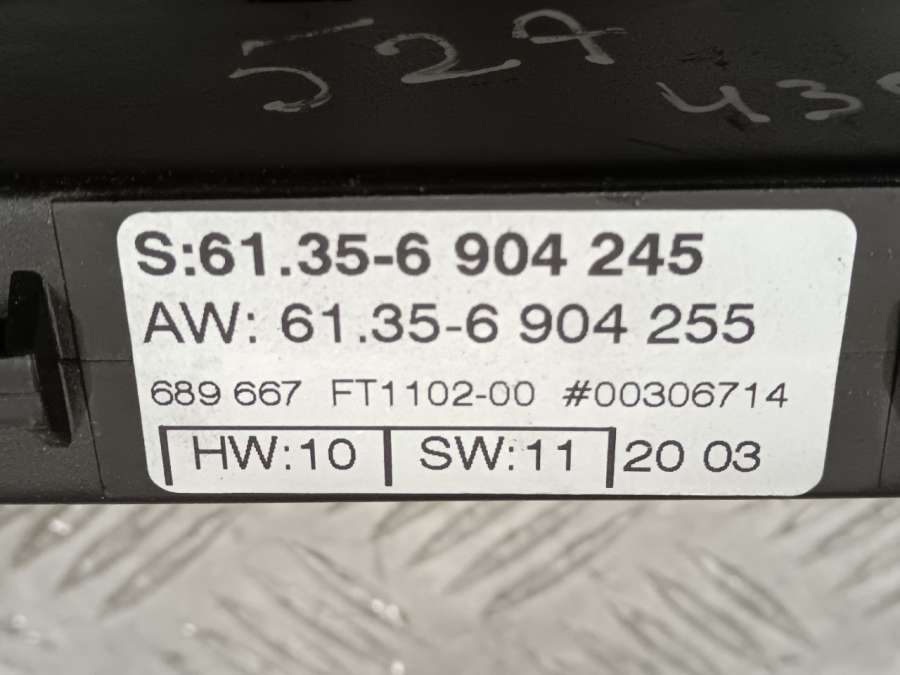 527
S:61.35-6 904 245
AW: 61.35-6 904 255
689 667 FT1102-00 #00306714
HW:10 SW:11 20 03